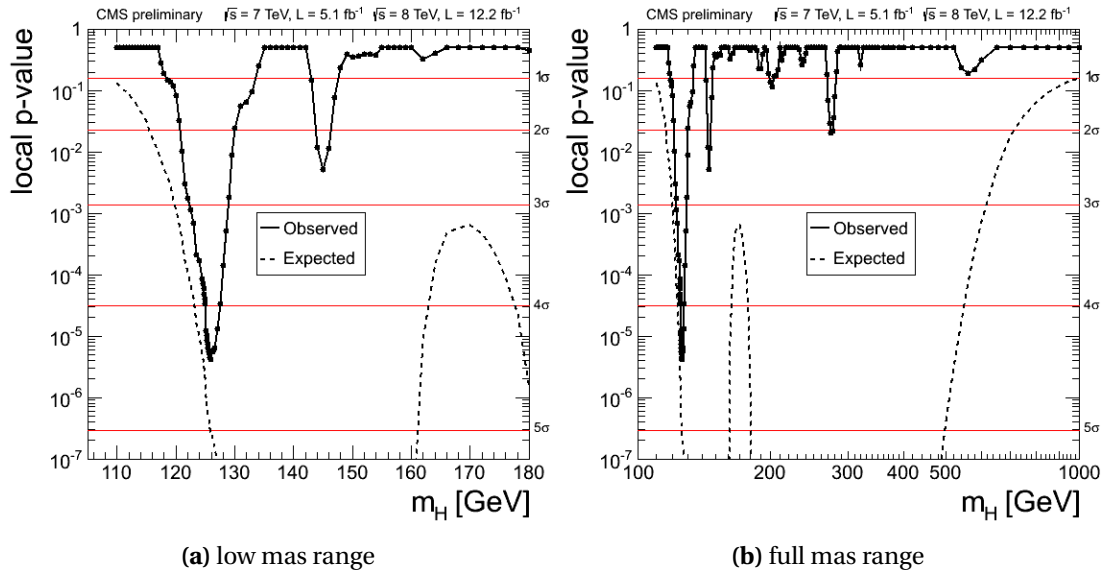 CMS preliminary √s = 7 TeV, L = 5.1 fb⁻¹ √s = 8 TeV, L = 12.2 fb⁻¹
local p-value
1
10⁻¹
10⁻²
10⁻³
10⁻⁴
10⁻⁵
10⁻⁶
10⁻⁷
1σ
2σ
3σ
4σ
5σ
Observed
Expected
110 120 130 140 150 160 170 180
m_H [GeV]
(a) low mas range
CMS preliminary √s = 7 TeV, L = 5.1 fb⁻¹ √s = 8 TeV, L = 12.2 fb⁻¹
local p-value
1
10⁻¹
10⁻²
10⁻³
10⁻⁴
10⁻⁵
10⁻⁶
10⁻⁷
1σ
2σ
3σ
4σ
5σ
Observed
Expected
100 200 300 400 500 1000
m_H [GeV]
(b) full mas range